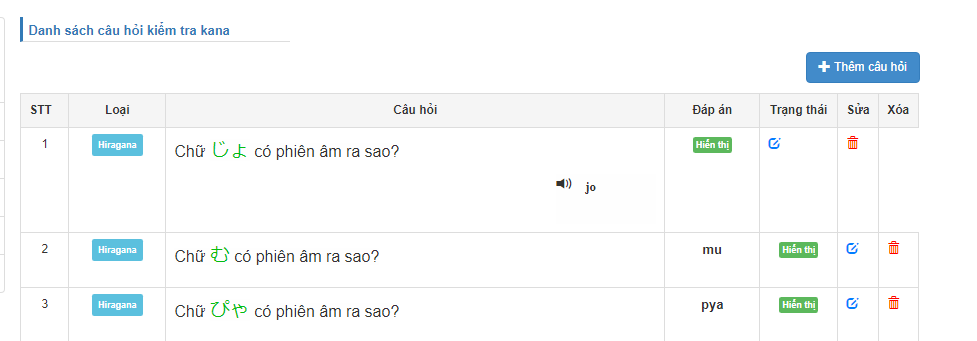 Danh sách câu hỏi kiểm tra kana
Thêm câu hỏi
STT Loại Câu hỏi Đáp án Trạng thái Sửa Xóa
1 Hiragana Chữ じょ có phiên âm ra sao? Hiển thị
jo
2 Hiragana Chữ む có phiên âm ra sao? mu Hiển thị
3 Hiragana Chữ ぴゃ có phiên âm ra sao? pya Hiển thị